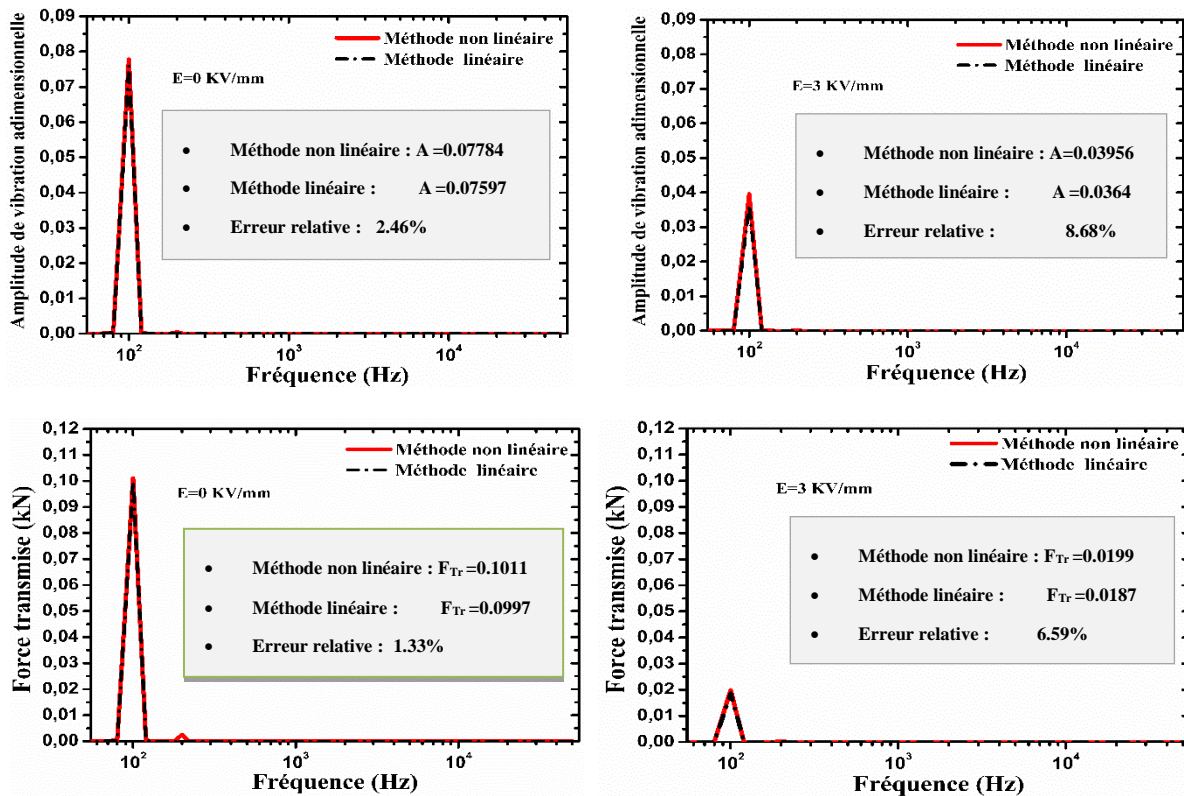 0,09
0,08
0,07
0,06
0,05
0,04
0,03
0,02
0,01
0,00
Amplitude de vibration adimensionnelle
Méthode non linéaire
Méthode linéaire
E=0 KV/mm
• Méthode non linéaire : A =0.07784
• Méthode linéaire : A =0.07597
• Erreur relative : 2.46%
10² 10³ 10⁴
Fréquence (Hz)
0,09
0,08
0,07
0,06
0,05
0,04
0,03
0,02
0,01
0,00
Amplitude de vibration adimensionnelle
Méthode non linéaire
Méthode linéaire
E=3 KV/mm
• Méthode non linéaire : A=0.03956
• Méthode linéaire : A=0.0364
• Erreur relative : 8.68%
10² 10³ 10⁴
Fréquence (Hz)
0,12
0,11
0,10
0,09
0,08
0,07
0,06
0,05
0,04
0,03
0,02
0,01
0,00
Force transmise (kN)
Méthode non linéaire
Méthode linéaire
E=0 KV/mm
• Méthode non linéaire : F_Tr =0.1011
• Méthode linéaire : F_Tr =0.0997
• Erreur relative : 1.33%
10² 10³ 10⁴
Fréquence (Hz)
0,12
0,11
0,10
0,09
0,08
0,07
0,06
0,05
0,04
0,03
0,02
0,01
0,00
Force transmise (kN)
Méthode non linéaire
Méthode linéaire
E=3 KV/mm
• Méthode non linéaire : F_Tr =0.0199
• Méthode linéaire : F_Tr =0.0187
• Erreur relative : 6.59%
10² 10³ 10⁴
Fréquence (Hz)